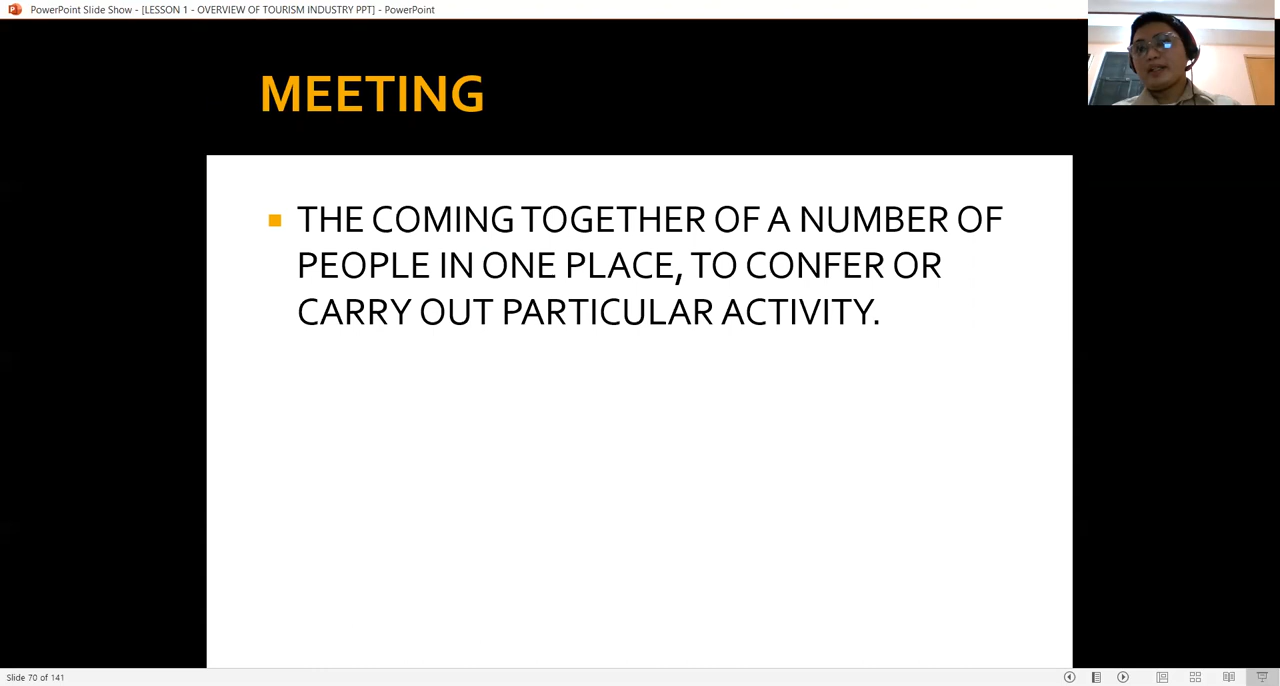 PowerPoint Slide Show - [LESSON 1 - OVERVIEW OF TOURISM INDUSTRY PPT] - PowerPoint
MEETING
THE COMING TOGETHER OF A NUMBER OF
PEOPLE IN ONE PLACE, TO CONFER OR
CARRY OUT PARTICULAR ACTIVITY.
Slide 70 of 141